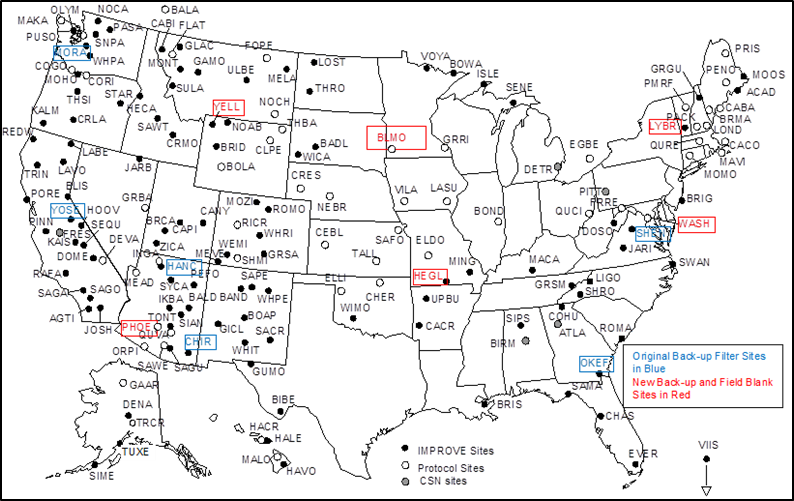 OLYM NOCA BALA
MAKA CABI FLAT
PASA
PUSO SNPA GLAC FOPE LOST VOYA PRIS
MORA WHPA MONT GAMO BOWA GRGU PENO
COGO ULBE MELA ISLE PMRF MOOS
MOHO CORI SULA THRO SENE ACAD
THSI STAR YELL
HECA NOCH PACK CABA
KALM CRLA SAWT NOAB THBA BLMO LYBR BRMA
LOND
REDW CRMO BRID CLPE BADL GRRI EGBE QURE CACO
LABE WICA MAVI
TRIN LAVO JARB BOLA DETR MOMO
ELIS CRES PITT
PORE GRBA MOZI NEBR VILA LASU FRRE BRIG
YOSE HOOV ROMO BOND QUCI
PINN SEQU BRCA CANY RICR DOSO WASH
FRES CAPI WHRI CEBL SAFO SHEN
KAIS DEVA ZICA WEMI ELDO JARI
DOME INGA MEVE SHMI GRSA TALL MING MACA
HANC PEFO HEGL SWAN
RAFA MEAD SYCA SAPE ELLI CHER GRSM LIGO
SAGA SAGO IKBA BALD BAND WHPE UPBU SHRO
TONT BOAP WIMO COHU
AGTI JOSH PHOE SIAN GICL SACR CACR SIPS ATLA ROMA
QUVA CHIR WHIT BIRM
ORPI
SAWE SAGU GUMO OKEF
Original Back-up Filter Sites
in Blue
New Back-up and Field Blank
Sites in Red
GAAR SAMA
DENA BIBE BRIS CHAS
TRCR HACR
TUXE HALE IMPROVE Sites
MALO Protocol Sites EVER VIIS
SIME HAVO CSN sites